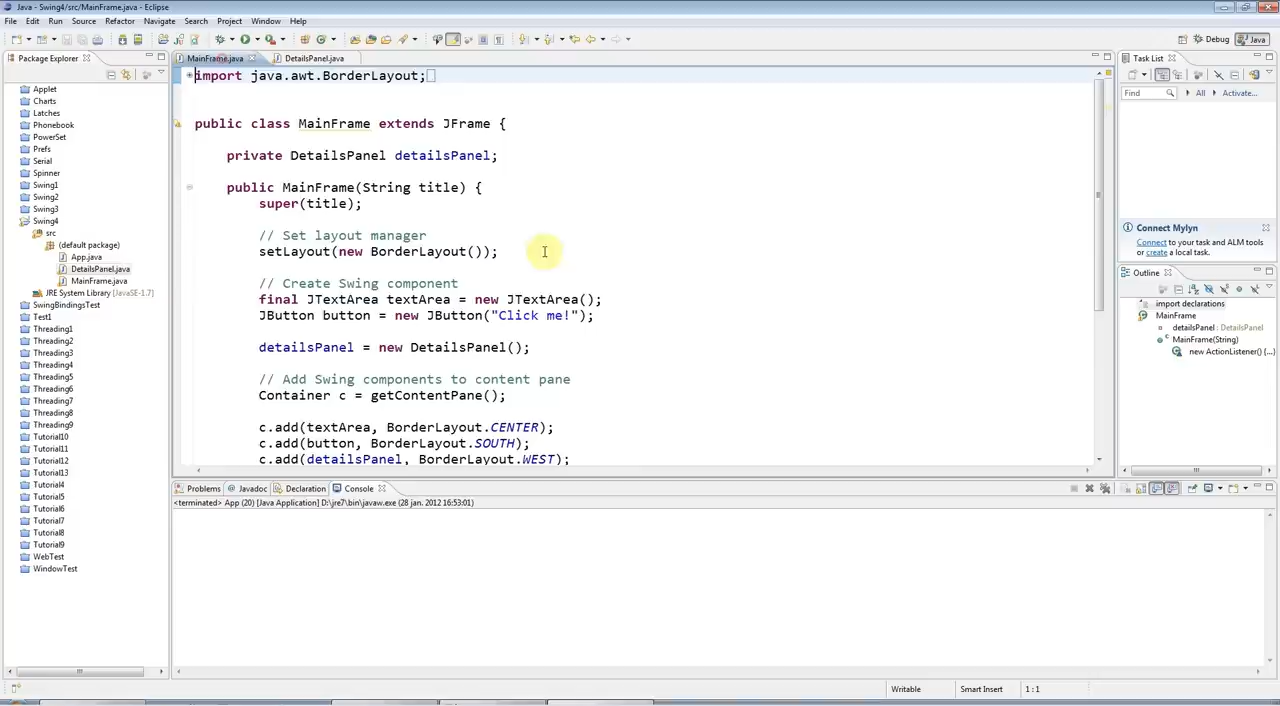 Java - Swing4/src/MainFrame.java - Eclipse
File Edit Run Source Refactor Navigate Search Project Window Help
Debug Java
Package Explorer
MainFrame.java DetailsPanel.java
Task List
Find All Activate...
Applet
Charts
Latches
Phonebook
PowerSet
Prefs
Serial
Spinner
Swing1
Swing2
Swing3
Swing4
src
(default package)
App.java
DetailsPanel.java
MainFrame.java
JRE System Library [JavaSE-1.7]
SwingBindingsTest
Test1
Threading1
Threading2
Threading3
Threading4
Threading5
Threading6
Threading7
Threading8
Threading9
Tutorial10
Tutorial11
Tutorial12
Tutorial13
Tutorial4
Tutorial5
Tutorial6
Tutorial7
Tutorial8
Tutorial9
WebTest
WindowTest
import java.awt.BorderLayout;
public class MainFrame extends JFrame {
private DetailsPanel detailsPanel;
public MainFrame(String title) {
super(title);
// Set layout manager
setLayout(new BorderLayout());
// Create Swing component
final JTextArea textArea = new JTextArea();
JButton button = new JButton("Click me!");
detailsPanel = new DetailsPanel();
// Add Swing components to content pane
Container c = getContentPane();
c.add(textArea, BorderLayout.CENTER);
c.add(button, BorderLayout.SOUTH);
c.add(detailsPanel, BorderLayout.WEST);
Connect Mylyn
Connect to your task and ALM tools
or create a local task.
Outline
import declarations
MainFrame
detailsPanel : DetailsPanel
MainFrame(String)
new ActionListener() {...}
Problems Javadoc Declaration Console
<terminated> App (20) [Java Application] D:\jre7\bin\javaw.exe (28 jan. 2012 16:53:01)
Writable Smart Insert 1 : 1